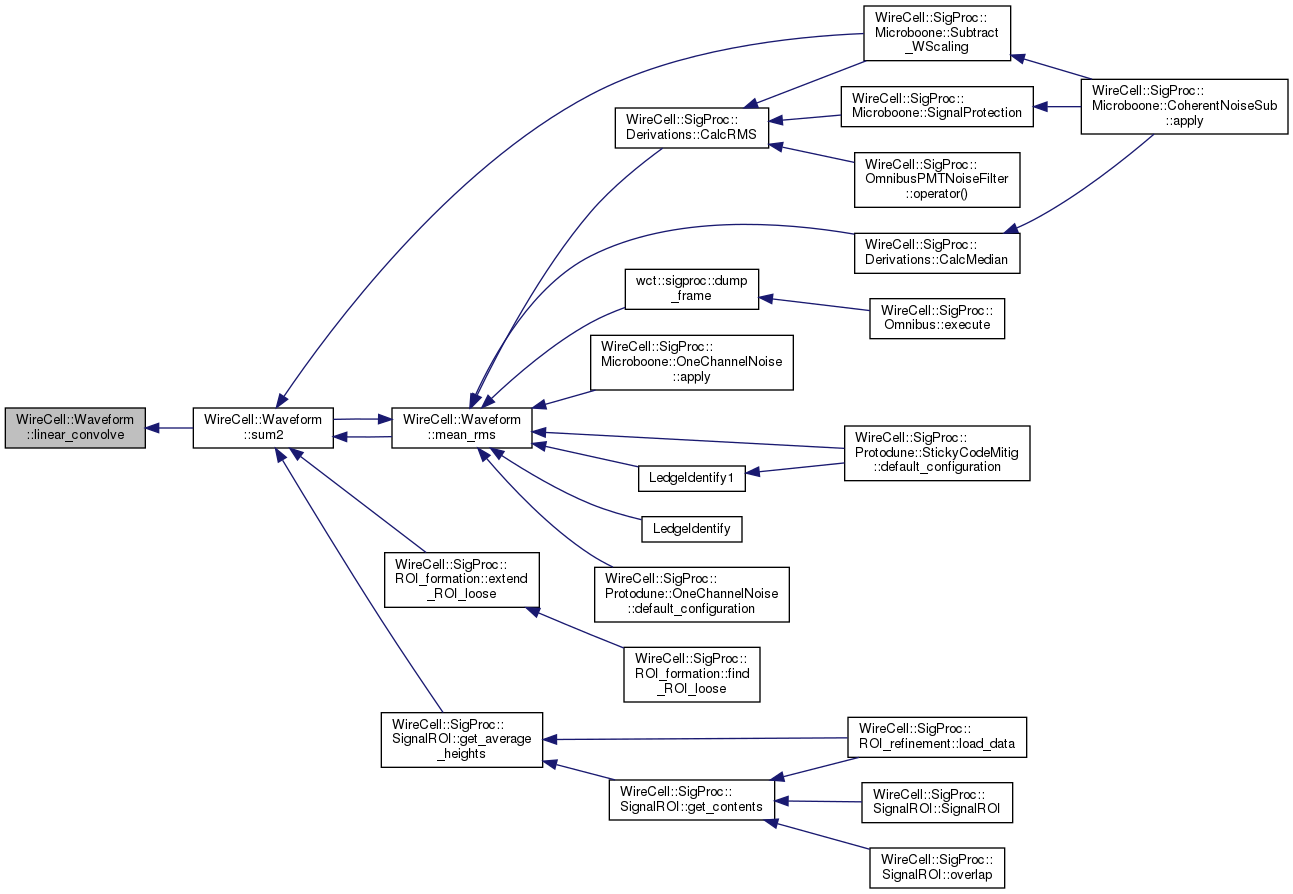 WireCell::SigProc::
Microboone::Subtract
_WScaling
WireCell::SigProc::
Microboone::CoherentNoiseSub
::apply
WireCell::SigProc::
Microboone::SignalProtection
WireCell::SigProc::
Derivations::CalcRMS
WireCell::SigProc::
OmnibusPMTNoiseFilter
::operator()
WireCell::SigProc::
Derivations::CalcMedian
wct::sigproc::dump
_frame
WireCell::SigProc::
Omnibus::execute
WireCell::SigProc::
Microboone::OneChannelNoise
::apply
WireCell::Waveform
::linear_convolve
WireCell::Waveform
::sum2
WireCell::Waveform
::mean_rms
WireCell::SigProc::
Protodune::StickyCodeMitig
::default_configuration
LedgeIdentify1
LedgeIdentify
WireCell::SigProc::
ROI_formation::extend
_ROI_loose
WireCell::SigProc::
Protodune::OneChannelNoise
::default_configuration
WireCell::SigProc::
ROI_formation::find
_ROI_loose
WireCell::SigProc::
SignalROI::get_average
_heights
WireCell::SigProc::
ROI_refinement::load_data
WireCell::SigProc::
SignalROI::get_contents
WireCell::SigProc::
SignalROI::SignalROI
WireCell::SigProc::
SignalROI::overlap